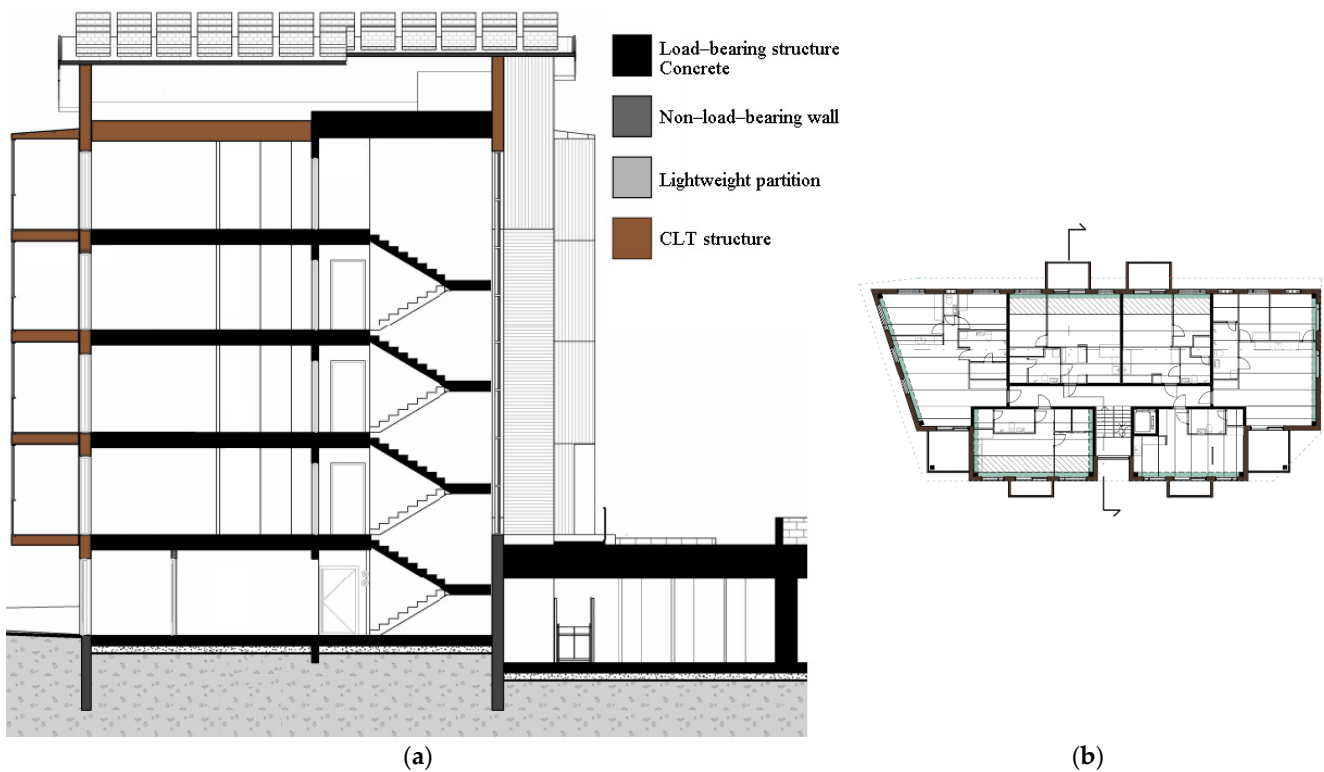 Load–bearing structure
Concrete
Non–load–bearing wall
Lightweight partition
CLT structure
(a)
(b)